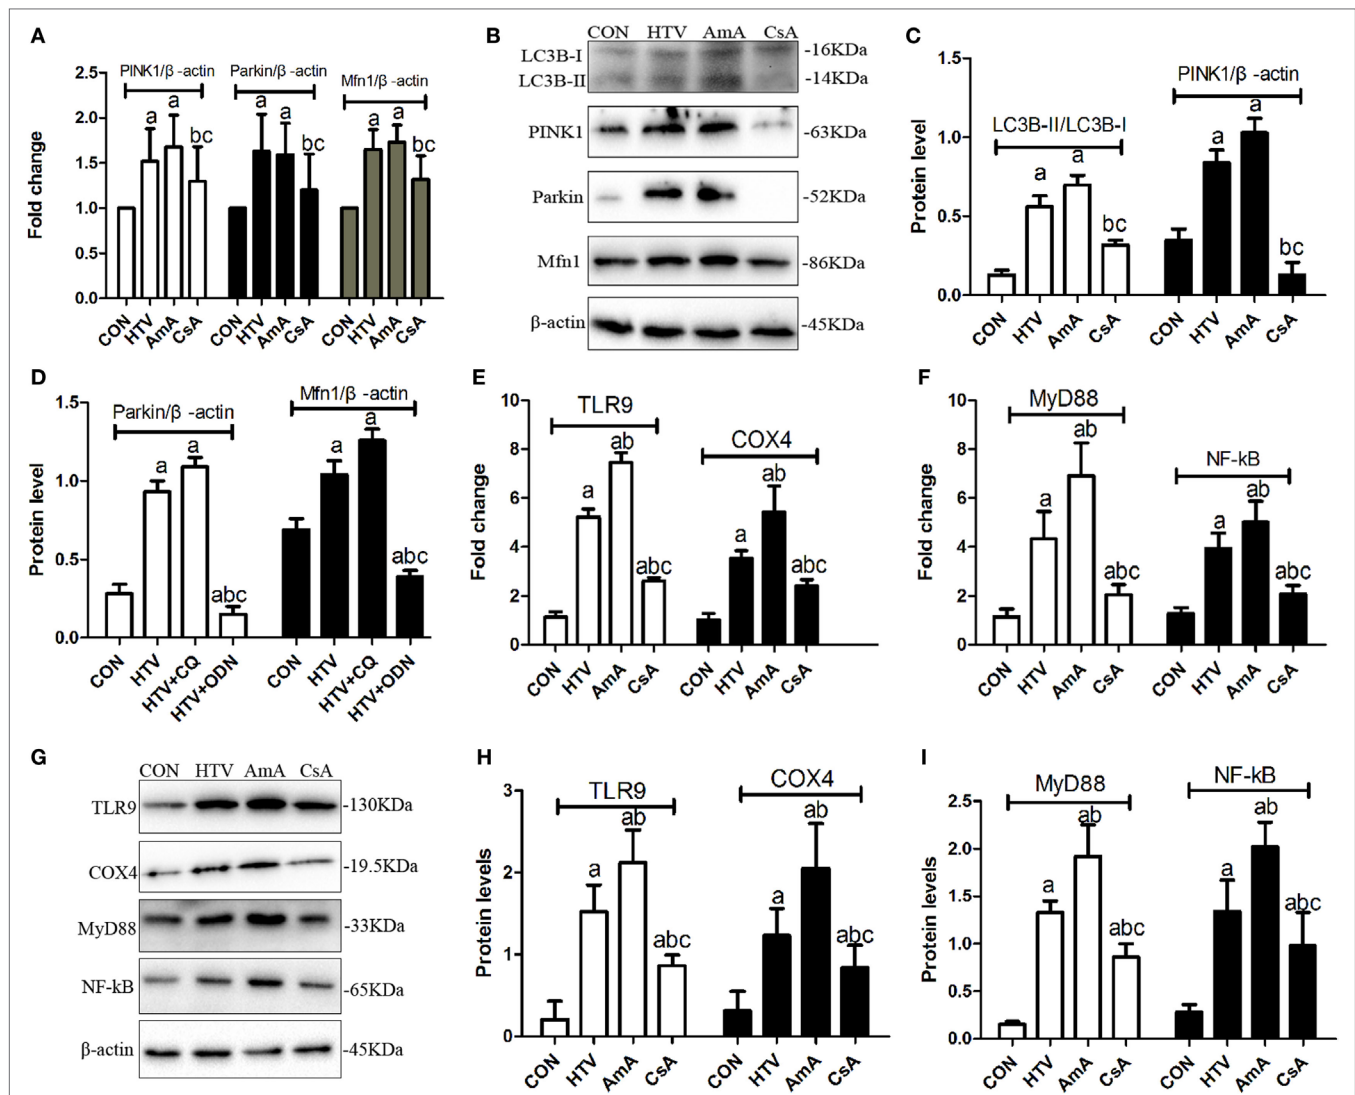 A
PINK1/β -actin Parkin/β -actin Mfn1/β -actin
2.5
2.0
1.5
1.0
0.5
0.0
Fold change
a a bc a a bc a a bc
CON HTV AmA CsA CON HTV AmA CsA CON HTV AmA CsA
B
CON HTV AmA CsA
LC3B-I -16KDa
LC3B-II -14KDa
PINK1 -63KDa
Parkin -52KDa
Mfn1 -86KDa
β-actin -45KDa
C
PINK1/β -actin
LC3B-II/LC3B-I
1.5
1.0
0.5
0.0
Protein level
a a bc a a bc
CON HTV AmA CsA CON HTV AmA CsA
D
Parkin/β -actin Mfn1/β -actin
1.5
1.0
0.5
0.0
Protein level
a a abc a a abc
CON HTV HTV+CQ HTV+ODN CON HTV HTV+CQ HTV+ODN
E
TLR9 COX4
10
8
6
4
2
0
Fold change
a ab abc a ab abc
CON HTV AmA CsA CON HTV AmA CsA
F
MyD88 NF-kB
10
8
6
4
2
0
Fold change
a ab abc a ab abc
CON HTV AmA CsA CON HTV AmA CsA
G
CON HTV AmA CsA
TLR9 -130KDa
COX4 -19.5KDa
MyD88 -33KDa
NF-kB -65KDa
β-actin -45KDa
H
TLR9 COX4
3
2
1
0
Protein levels
a ab abc a ab abc
CON HTV AmA CsA CON HTV AmA CsA
I
MyD88 NF-kB
2.5
2.0
1.5
1.0
0.5
0.0
Protein levels
a ab abc a ab abc
CON HTV AmA CsA CON HTV AmA CsA